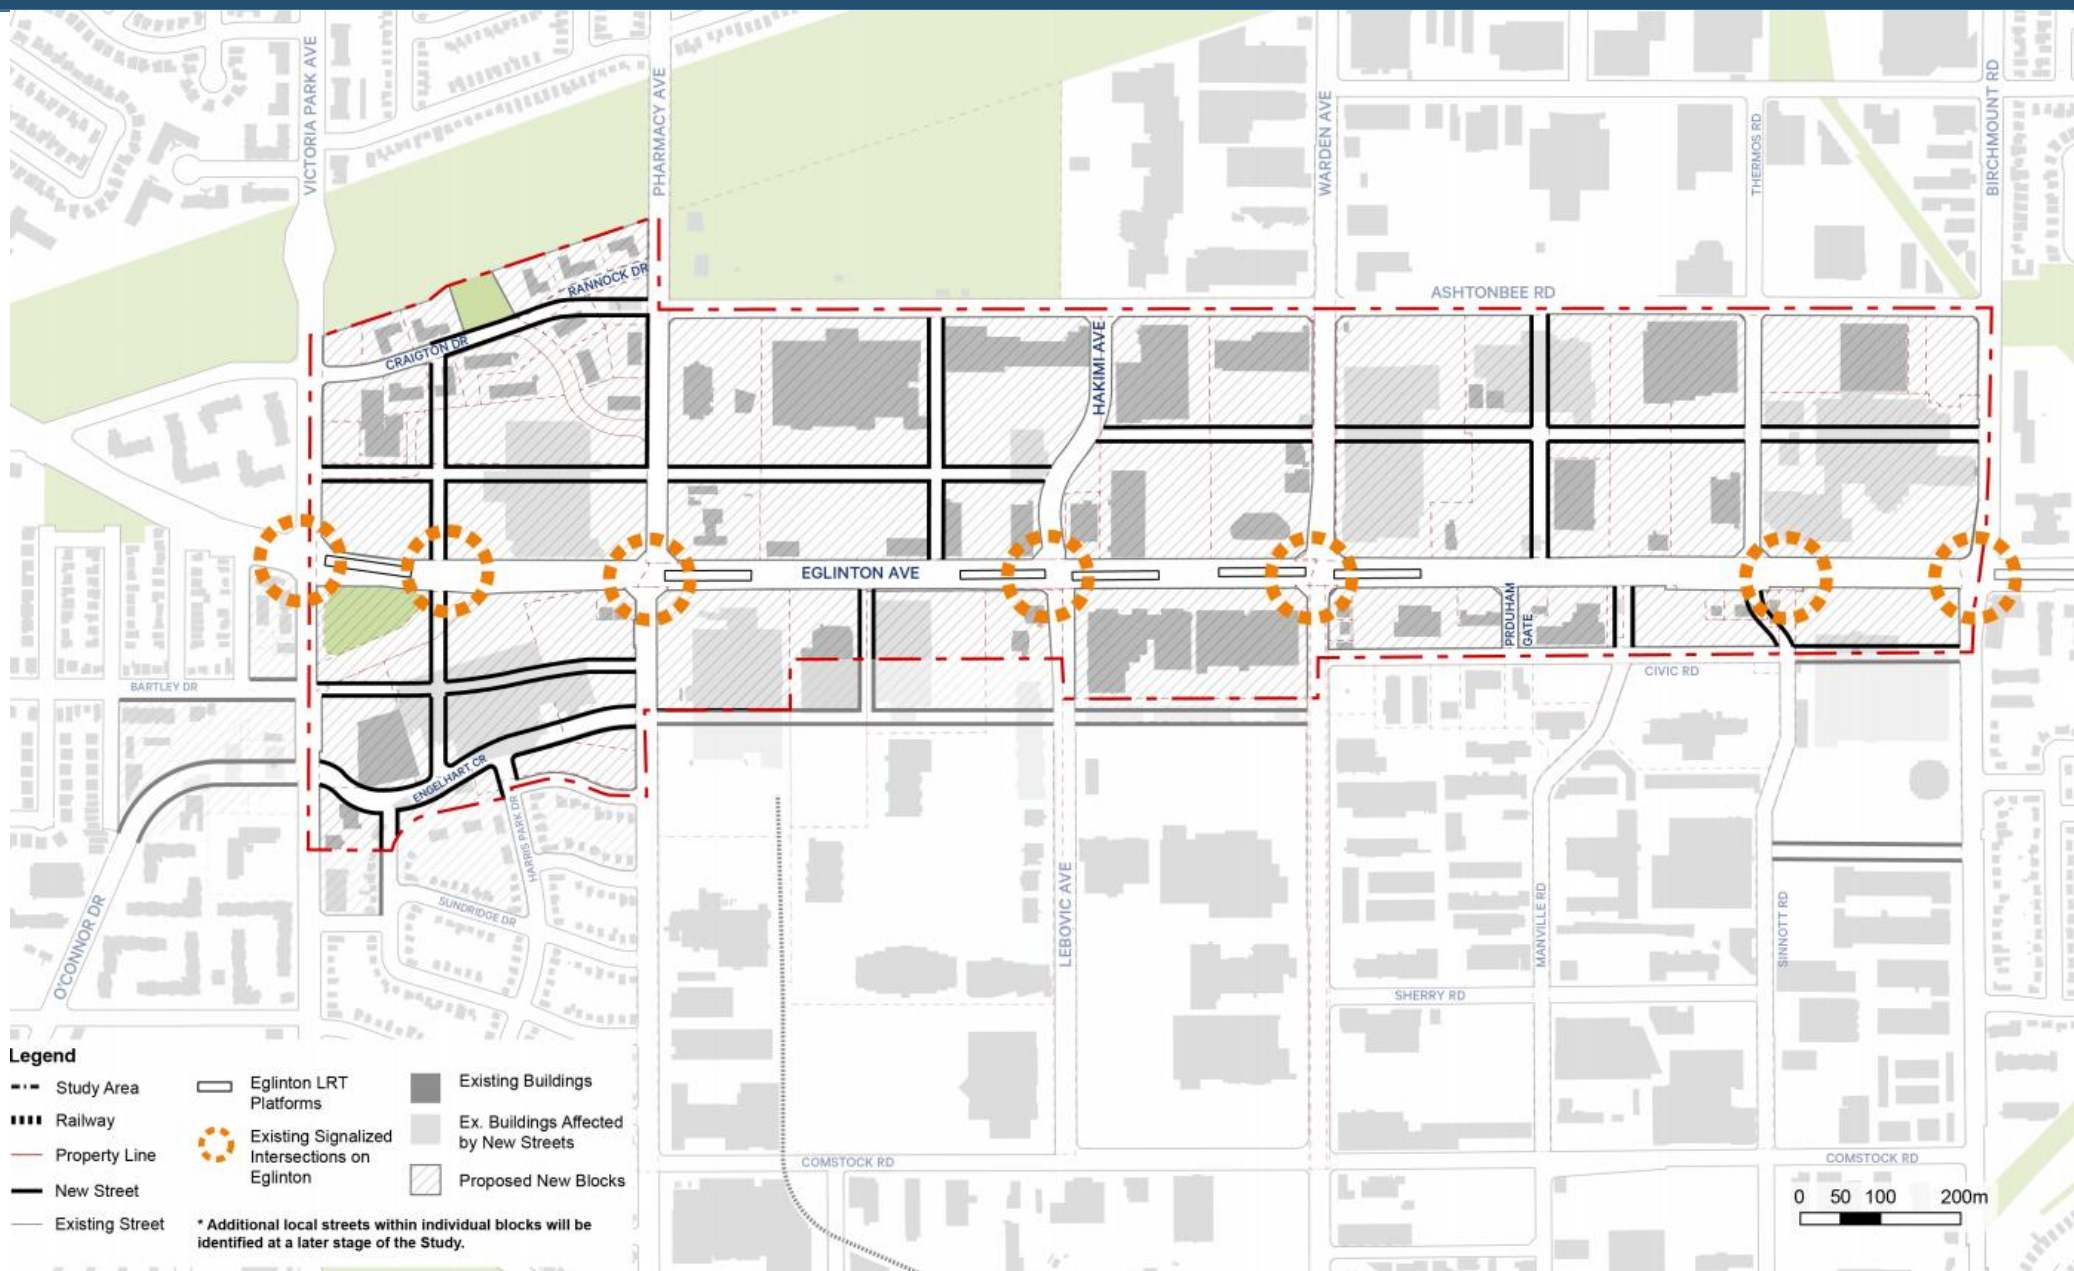 VICTORIA PARK AVE
PHARMACY AVE
WARDEN AVE
THERMOS RD
BIRCHMOUNT RD
RANNOCK DR
ASHTONBEE RD
CRAIGTON DR
HAKIMI AVE
EGLINTON AVE
PRDUHAM
GATE
BARTLEY DR
CIVIC RD
ENGELHART CR
HARRIS PARK DR
SUNDRIDGE DR
O'CONNOR DR
LEBOVIC AVE
MANVILLE RD
SINNOTT RD
SHERRY RD
COMSTOCK RD
COMSTOCK RD
Legend
Study Area
Railway
Property Line
New Street
Existing Street
Eglinton LRT
Platforms
Existing Signalized
Intersections on
Eglinton
Existing Buildings
Ex. Buildings Affected
by New Streets
Proposed New Blocks
* Additional local streets within individual blocks will be
identified at a later stage of the Study.
0 50 100 200m